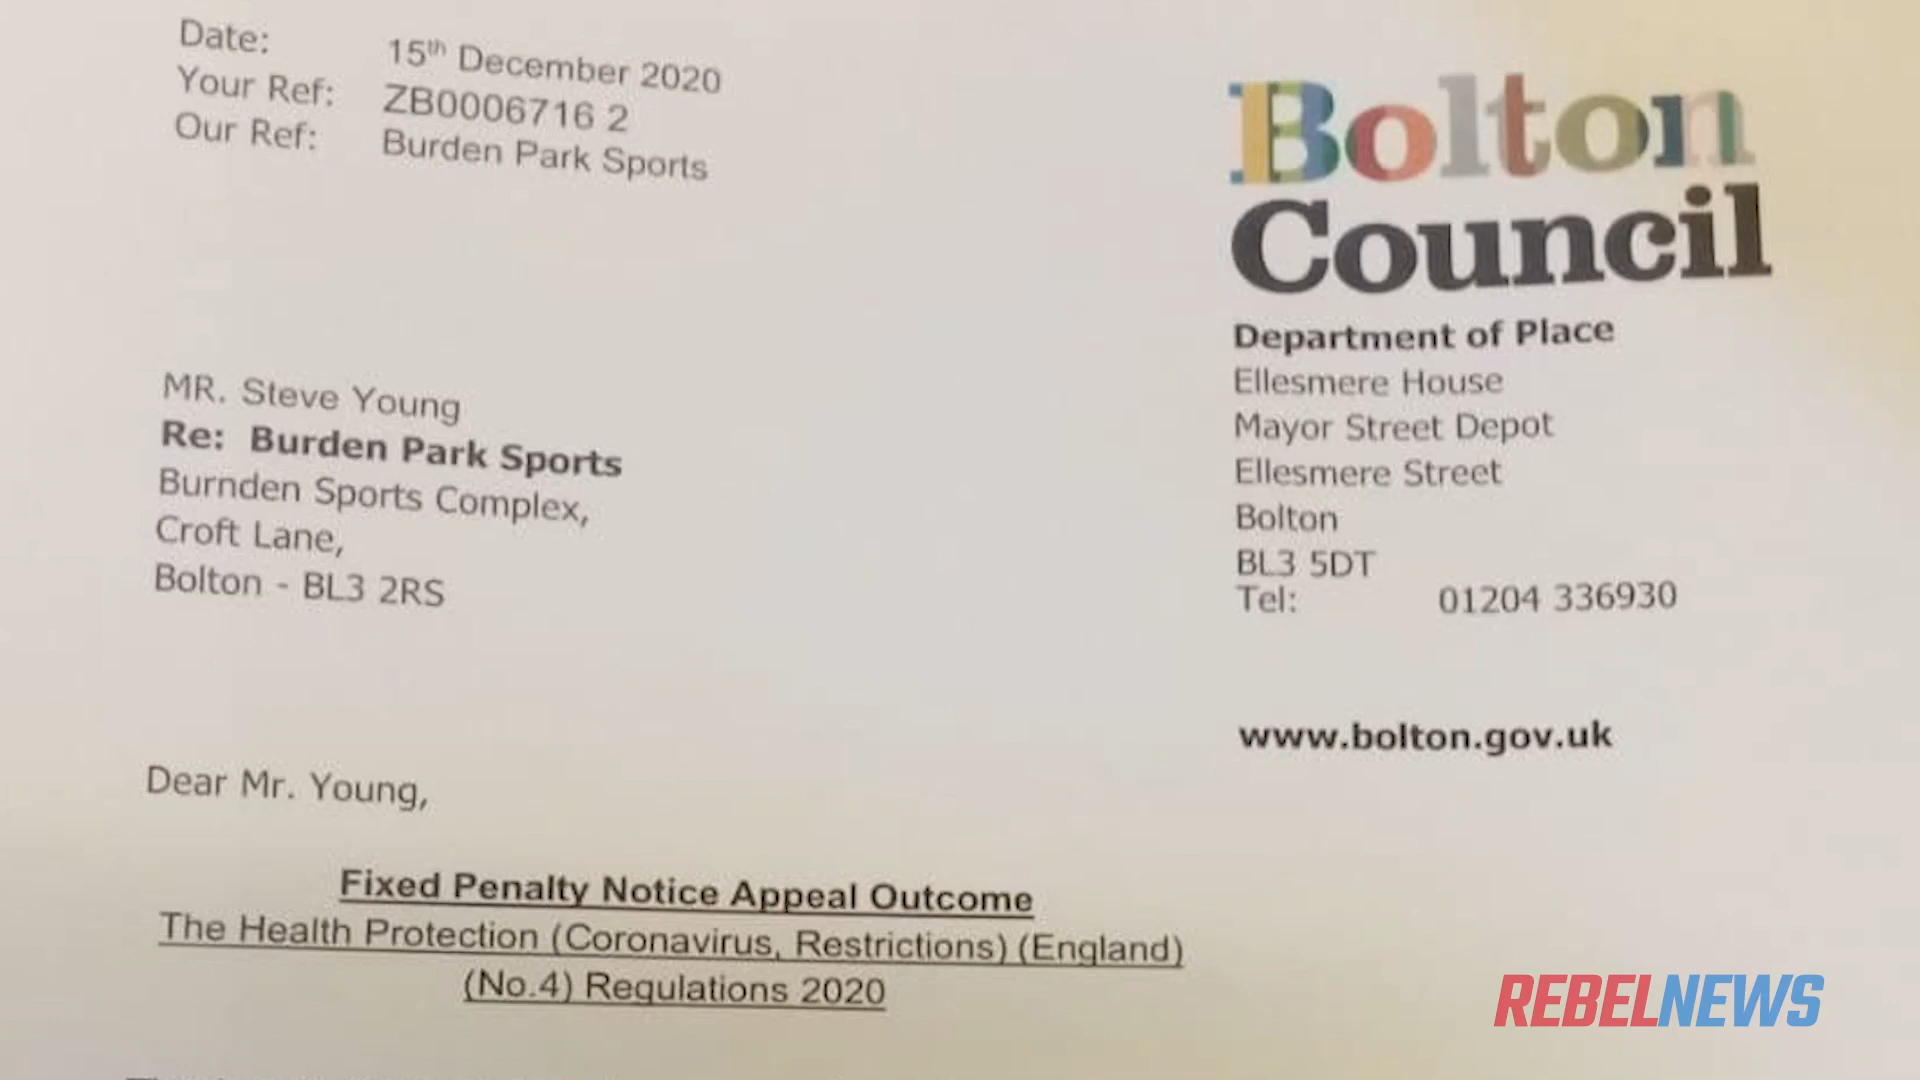 Date: 15th December 2020
Your Ref: ZB0006716 2
Our Ref: Burden Park Sports
Bolton
Council
Department of Place
Ellesmere House
Mayor Street Depot
Ellesmere Street
Bolton
BL3 5DT
Tel: 01204 336930
www.bolton.gov.uk
MR. Steve Young
Re: Burden Park Sports
Burnden Sports Complex,
Croft Lane,
Bolton - BL3 2RS
Dear Mr. Young,
Fixed Penalty Notice Appeal Outcome
The Health Protection (Coronavirus, Restrictions) (England)
(No.4) Regulations 2020
REBELNEWS